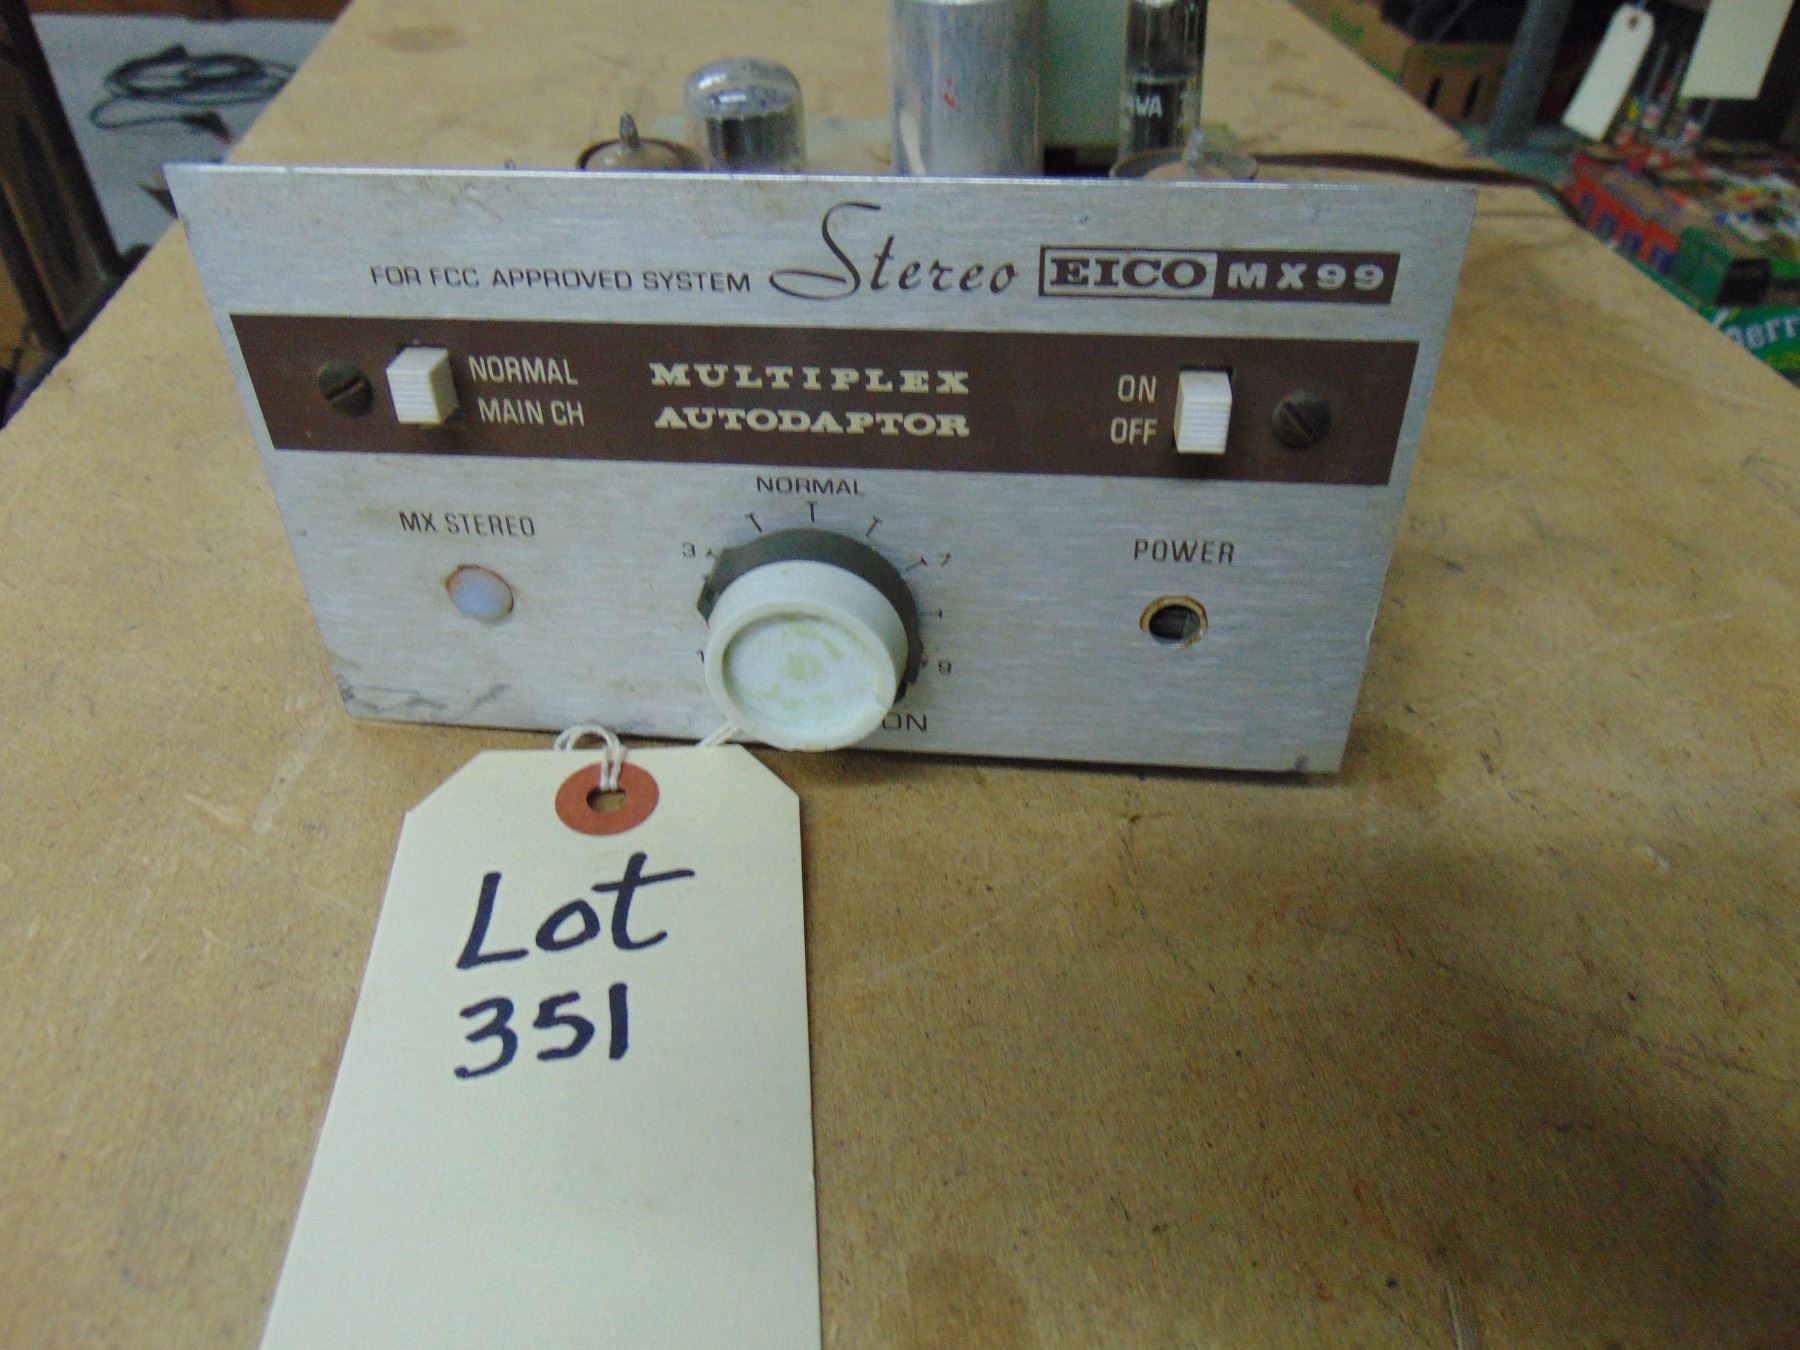 FOR FCC APPROVED SYSTEM Stereo EICO MX99
NORMAL
MAIN CH
MULTIPLEX
AUTODAPTOR
ON
OFF
MX STEREO
NORMAL
3
7
1
9
POWER
Lot
351